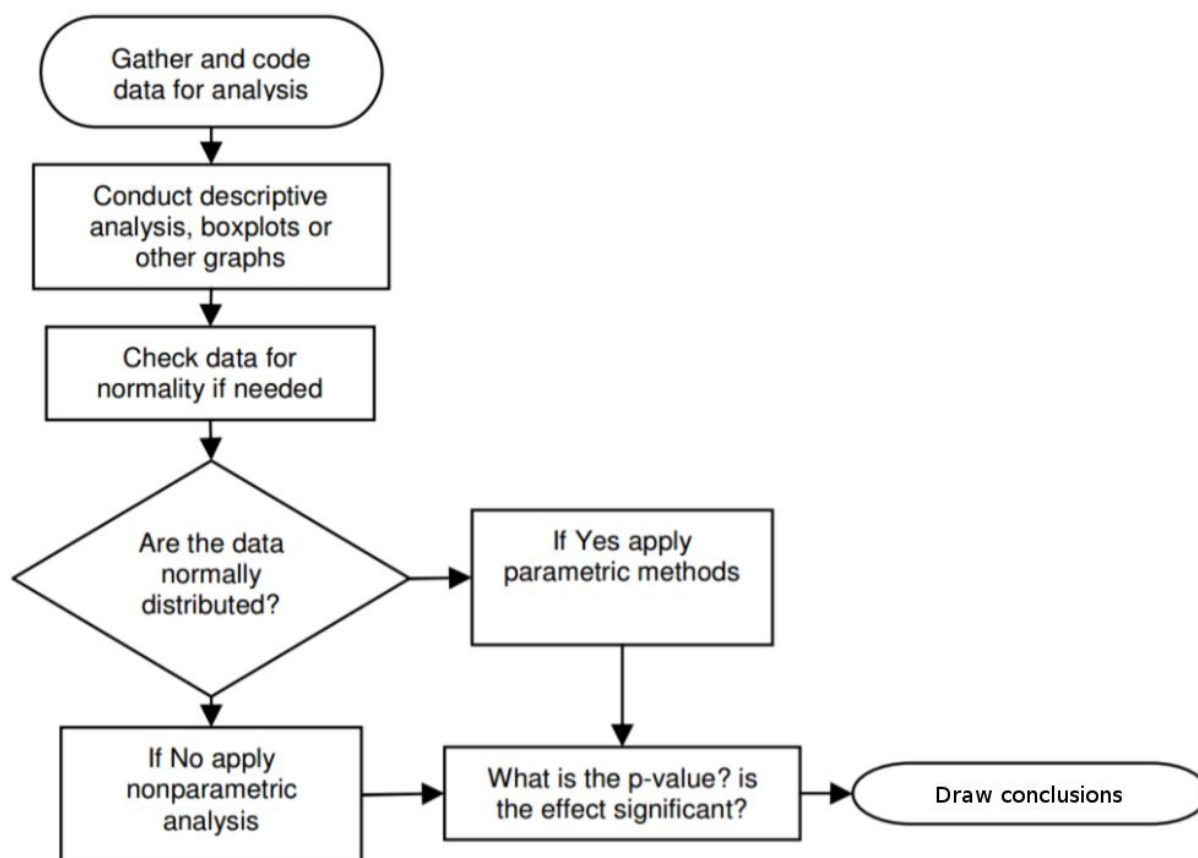 Gather and code
data for analysis
Conduct descriptive
analysis, boxplots or
other graphs
Check data for
normality if needed
Are the data
normally
distributed?
If Yes apply
parametric methods
If No apply
nonparametric
analysis
What is the p-value? is
the effect significant?
Draw conclusions